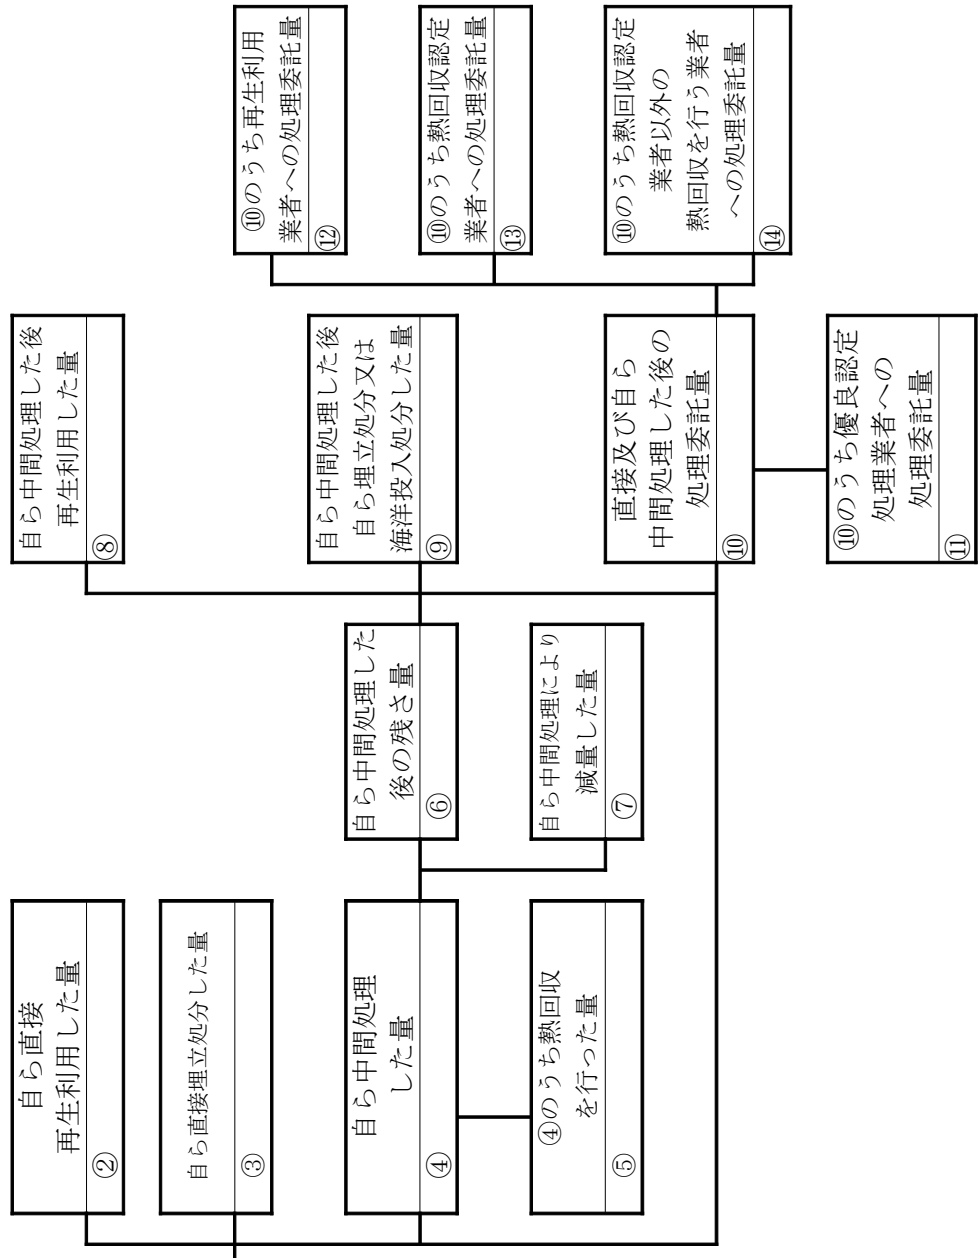 自ら直接
再生利用した量
②
自ら直接埋立処分した量
③
自ら中間処理
した量
④
④のうち熱回収
を行った量
⑤
自ら中間処理した
後の残さ量
⑥
自ら中間処理により
減量した量
⑦
自ら中間処理した後
再生利用した量
⑧
自ら中間処理した後
自ら埋立処分又は
海洋投入処分した量
⑨
直接及び自ら
中間処理した後の
処理委託量
⑩
⑩のうち優良認定
処理業者への
処理委託量
⑪
⑩のうち再生利用
業者への処理委託量
⑫
⑩のうち熱回収認定
業者への処理委託量
⑬
⑩のうち熱回収認定
業者以外の
熱回収を行う業者
への処理委託量
⑭